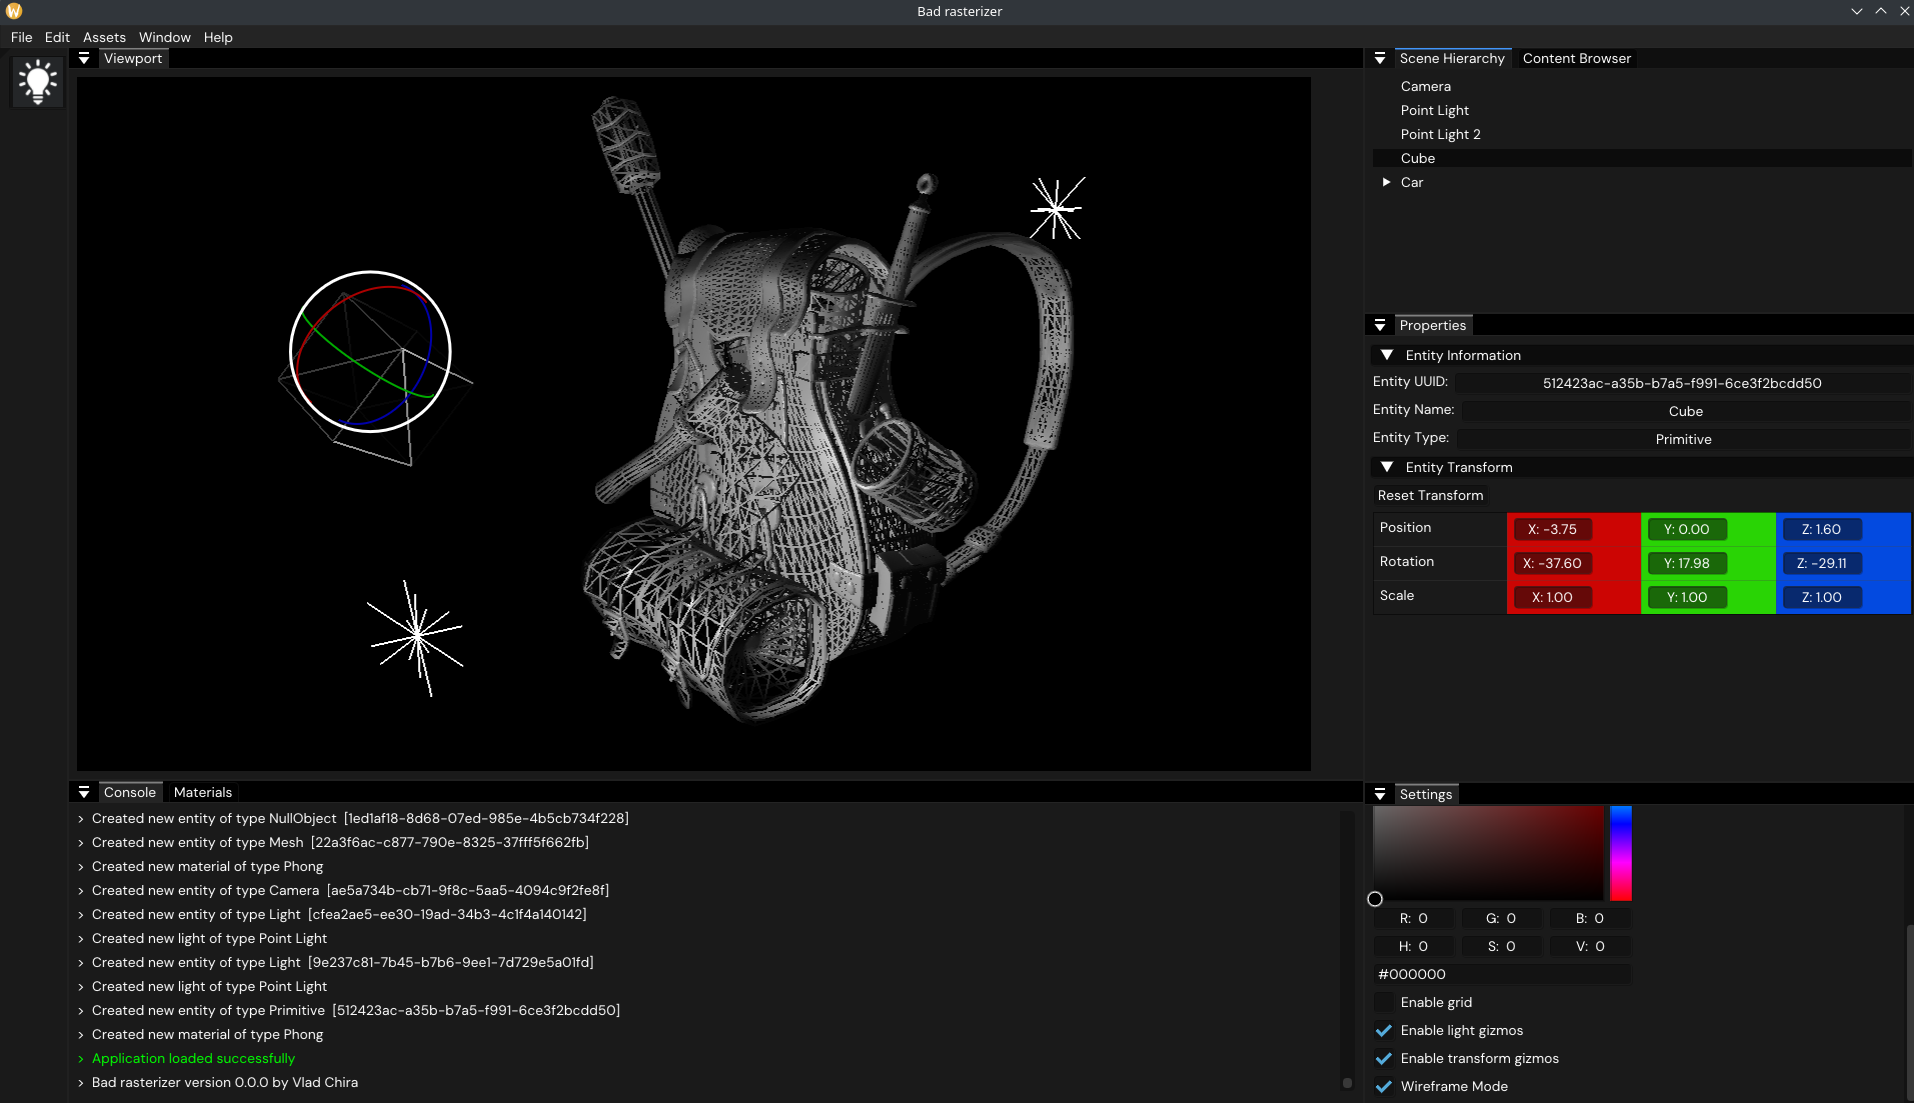 Bad rasterizer
File Edit Assets Window Help
Viewport
Scene Hierarchy Content Browser
Camera
Point Light
Point Light 2
Cube
Car
Properties
Entity Information
Entity UUID: 512423ac-a35b-b7a5-f991-6ce3f2bcdd50
Entity Name: Cube
Entity Type: Primitive
Entity Transform
Reset Transform
Position X: -3.75 Y: 0.00 Z: 1.60
Rotation X: -37.60 Y: 17.98 Z: -29.11
Scale X: 1.00 Y: 1.00 Z: 1.00
Console Materials
> Created new entity of type NullObject [1ed1af18-8d68-07ed-985e-4b5cb734f228]
> Created new entity of type Mesh [22a3f6ac-c877-790e-8325-37fff5f662fb]
> Created new material of type Phong
> Created new entity of type Camera [ae5a734b-cb71-9f8c-5aa5-4094c9f2fe8f]
> Created new entity of type Light [cfea2ae5-ee30-19ad-34b3-4c1f4a140142]
> Created new light of type Point Light
> Created new entity of type Light [9e237c81-7b45-b7b6-9ee1-7d729e5a01fd]
> Created new light of type Point Light
> Created new entity of type Primitive [512423ac-a35b-b7a5-f991-6ce3f2bcdd50]
> Created new material of type Phong
> Application loaded successfully
> Bad rasterizer version 0.0.0 by Vlad Chira
Settings
R: 0 G: 0 B: 0
H: 0 S: 0 V: 0
#000000
Enable grid
Enable light gizmos
Enable transform gizmos
Wireframe Mode